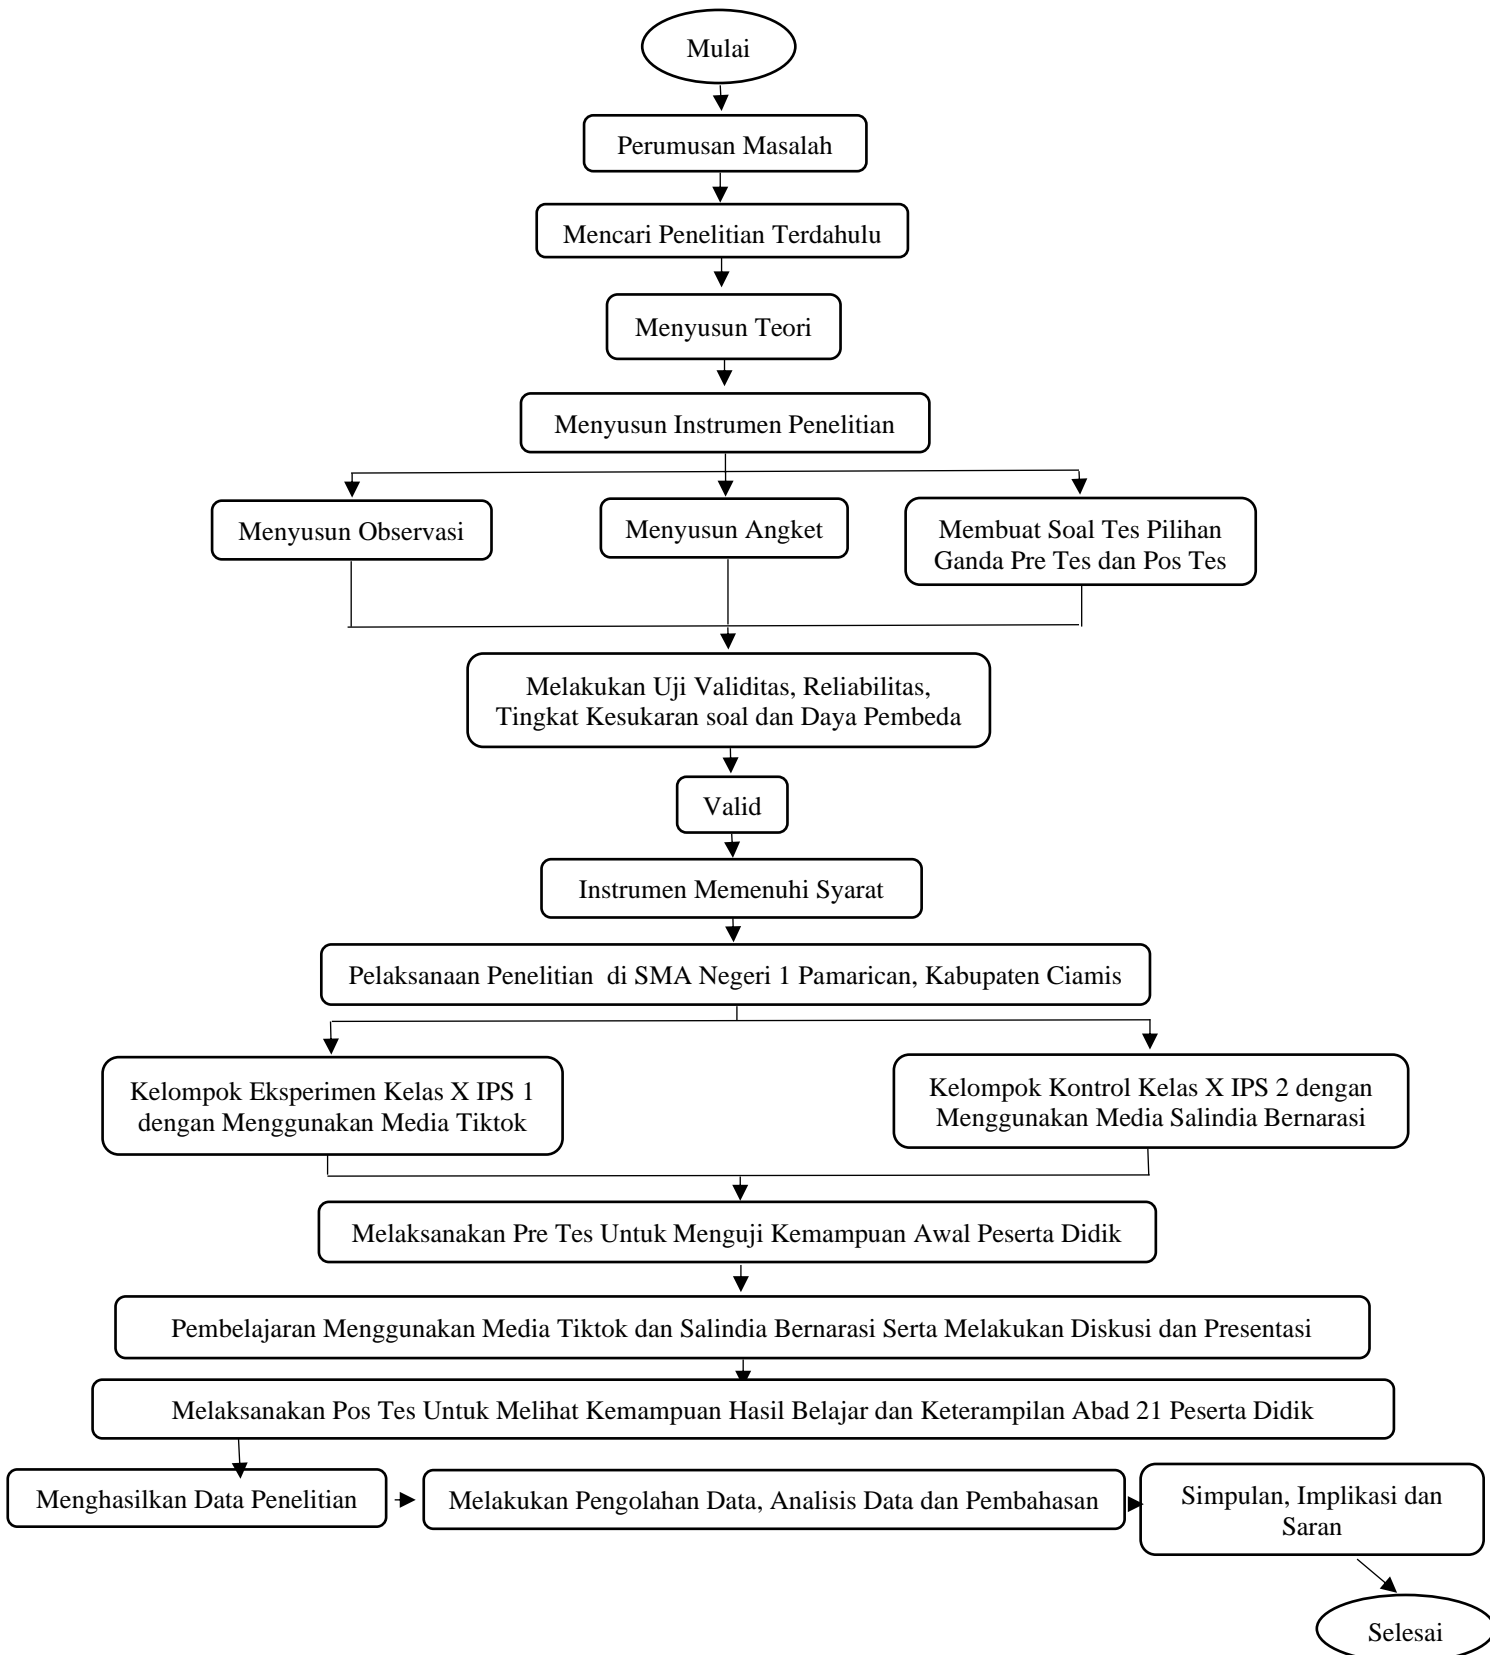 Mulai
Perumusan Masalah
Mencari Penelitian Terdahulu
Menyusun Teori
Menyusun Instrumen Penelitian
Menyusun Observasi
Menyusun Angket
Membuat Soal Tes Pilihan
Ganda Pre Tes dan Pos Tes
Melakukan Uji Validitas, Reliabilitas,
Tingkat Kesukaran soal dan Daya Pembeda
Valid
Instrumen Memenuhi Syarat
Pelaksanaan Penelitian di SMA Negeri 1 Pamarican, Kabupaten Ciamis
Kelompok Eksperimen Kelas X IPS 1
dengan Menggunakan Media Tiktok
Kelompok Kontrol Kelas X IPS 2 dengan
Menggunakan Media Salindia Bernarasi
Melaksanakan Pre Tes Untuk Menguji Kemampuan Awal Peserta Didik
Pembelajaran Menggunakan Media Tiktok dan Salindia Bernarasi Serta Melakukan Diskusi dan Presentasi
Melaksanakan Pos Tes Untuk Melihat Kemampuan Hasil Belajar dan Keterampilan Abad 21 Peserta Didik
Menghasilkan Data Penelitian
Melakukan Pengolahan Data, Analisis Data dan Pembahasan
Simpulan, Implikasi dan
Saran
Selesai